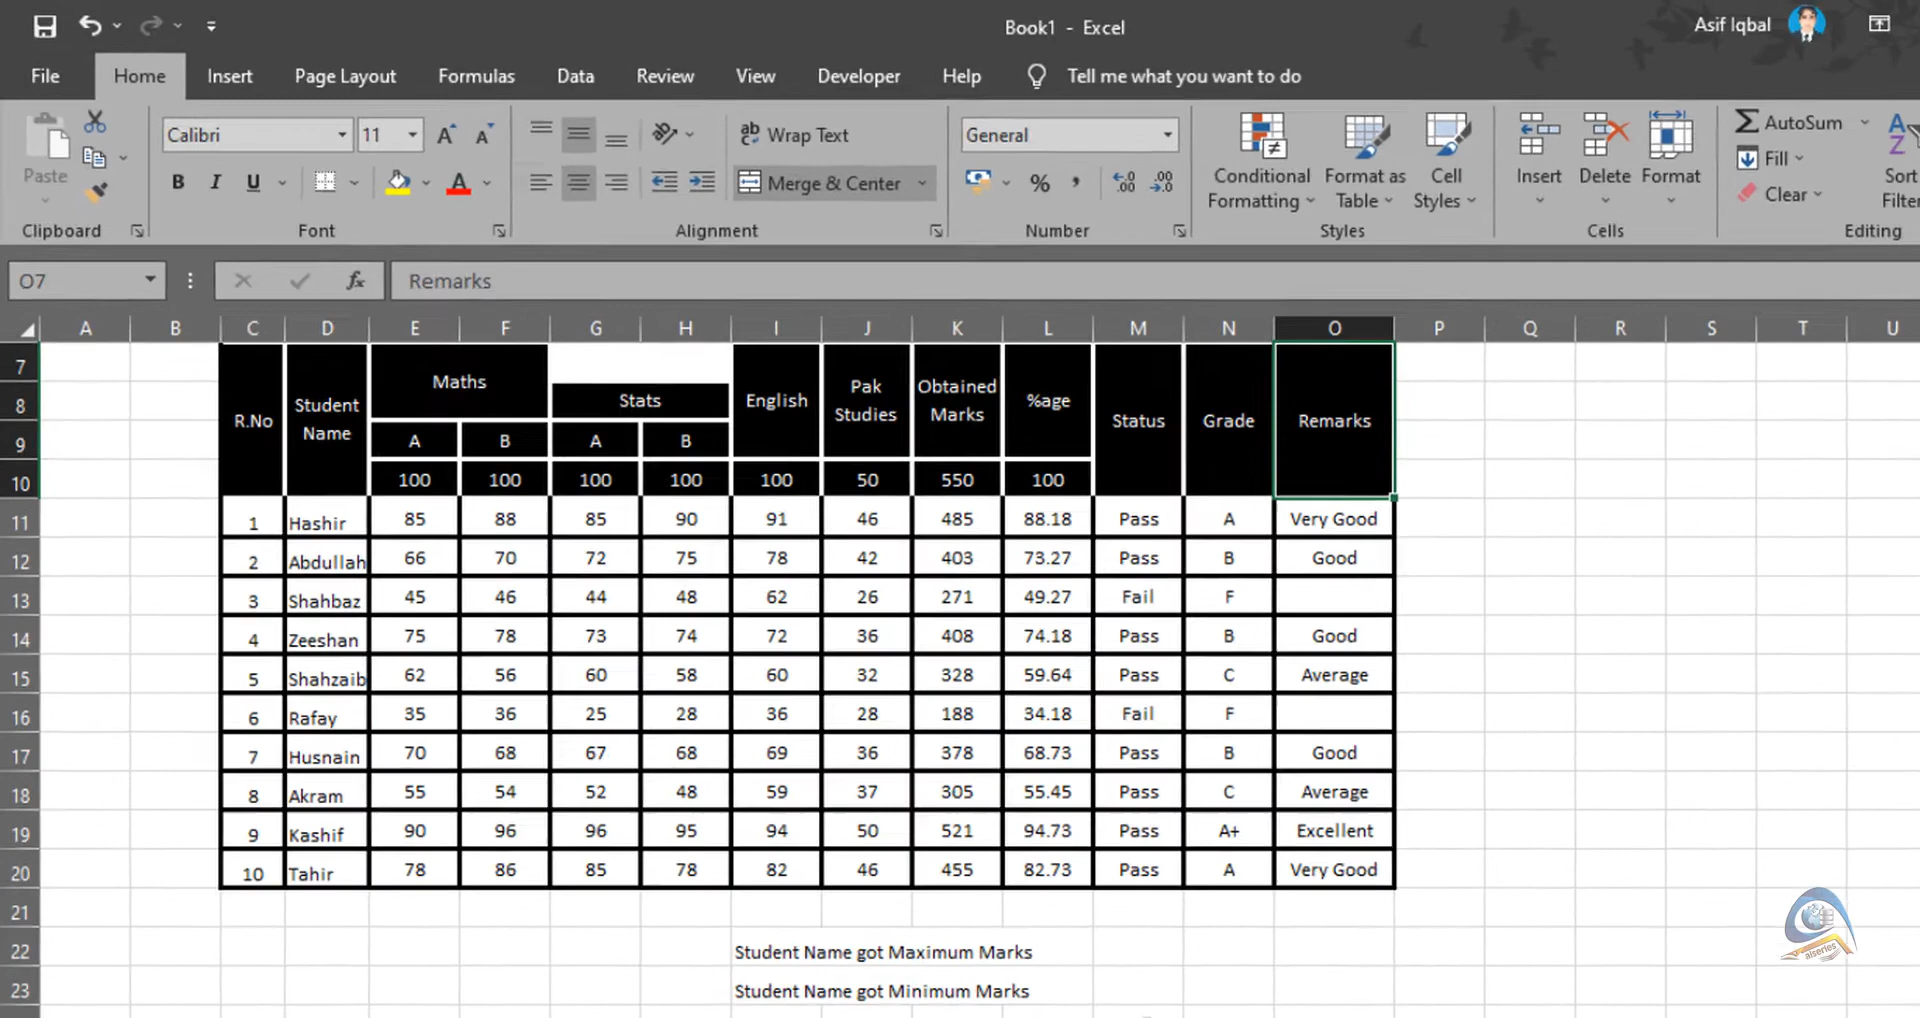 Book1 - Excel
Asif Iqbal
File Home Insert Page Layout Formulas Data Review View Developer Help Tell me what you want to do
Paste
Clipboard
Calibri 11 A A
B I U A
Font
ab Wrap Text
Merge & Center
Alignment
General
% ,
Number
Conditional Formatting
Format as Table
Cell Styles
Styles
Insert Delete Format
Cells
AutoSum
Fill
Clear
Sort
Filter
Editing
O7 fx Remarks
A B C D E F G H I J K L M N O P Q R S T U
7 R.No Student Name Maths English Pak Studies Obtained Marks %age Status Grade Remarks
8 Stats
9 A B A B
10 100 100 100 100 100 50 550 100
11 1 Hashir 85 88 85 90 91 46 485 88.18 Pass A Very Good
12 2 Abdullah 66 70 72 75 78 42 403 73.27 Pass B Good
13 3 Shahbaz 45 46 44 48 62 26 271 49.27 Fail F
14 4 Zeeshan 75 78 73 74 72 36 408 74.18 Pass B Good
15 5 Shahzaib 62 56 60 58 60 32 328 59.64 Pass C Average
16 6 Rafay 35 36 25 28 36 28 188 34.18 Fail F
17 7 Husnain 70 68 67 68 69 36 378 68.73 Pass B Good
18 8 Akram 55 54 52 48 59 37 305 55.45 Pass C Average
19 9 Kashif 90 96 96 95 94 50 521 94.73 Pass A+ Excellent
20 10 Tahir 78 86 85 78 82 46 455 82.73 Pass A Very Good
21
22 Student Name got Maximum Marks
23 Student Name got Minimum Marks
aiseries